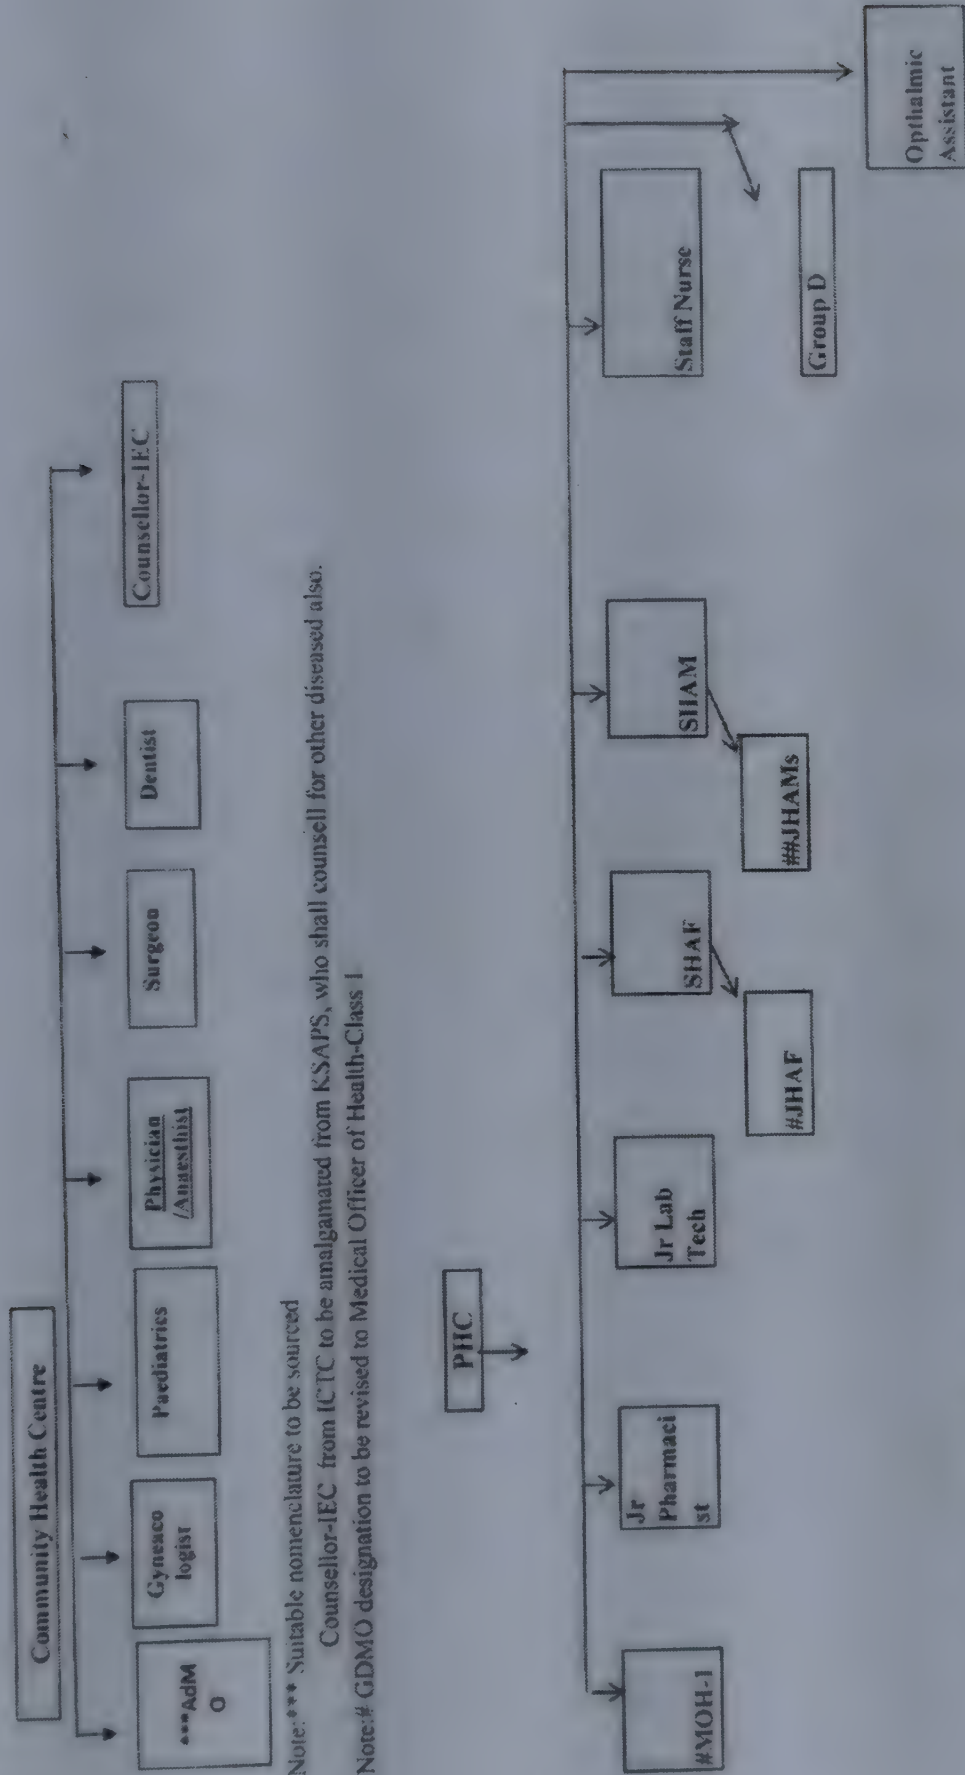 Community Health Centre
***AdM
O
Gynesco
logist
Paediatrics
Physician
/Anaesthist
Surgeon
Dentist
Counsellor-IEC
Note:*** Suitable nomenclature to be sourced
Counsellor-IEC from ICTC to be amalgamated from KSAPS, who shall counsell for other diseased also.
Note:# GDMO designation to be revised to Medical Officer of Health-Class 1
PHC
#MOH-1
Jr
Pharmaci
st
Jr Lab
Tech
SHAF
#JHAF
SHAM
##JHAMs
Staff Nurse
Group D
Opthalmic
Assistant